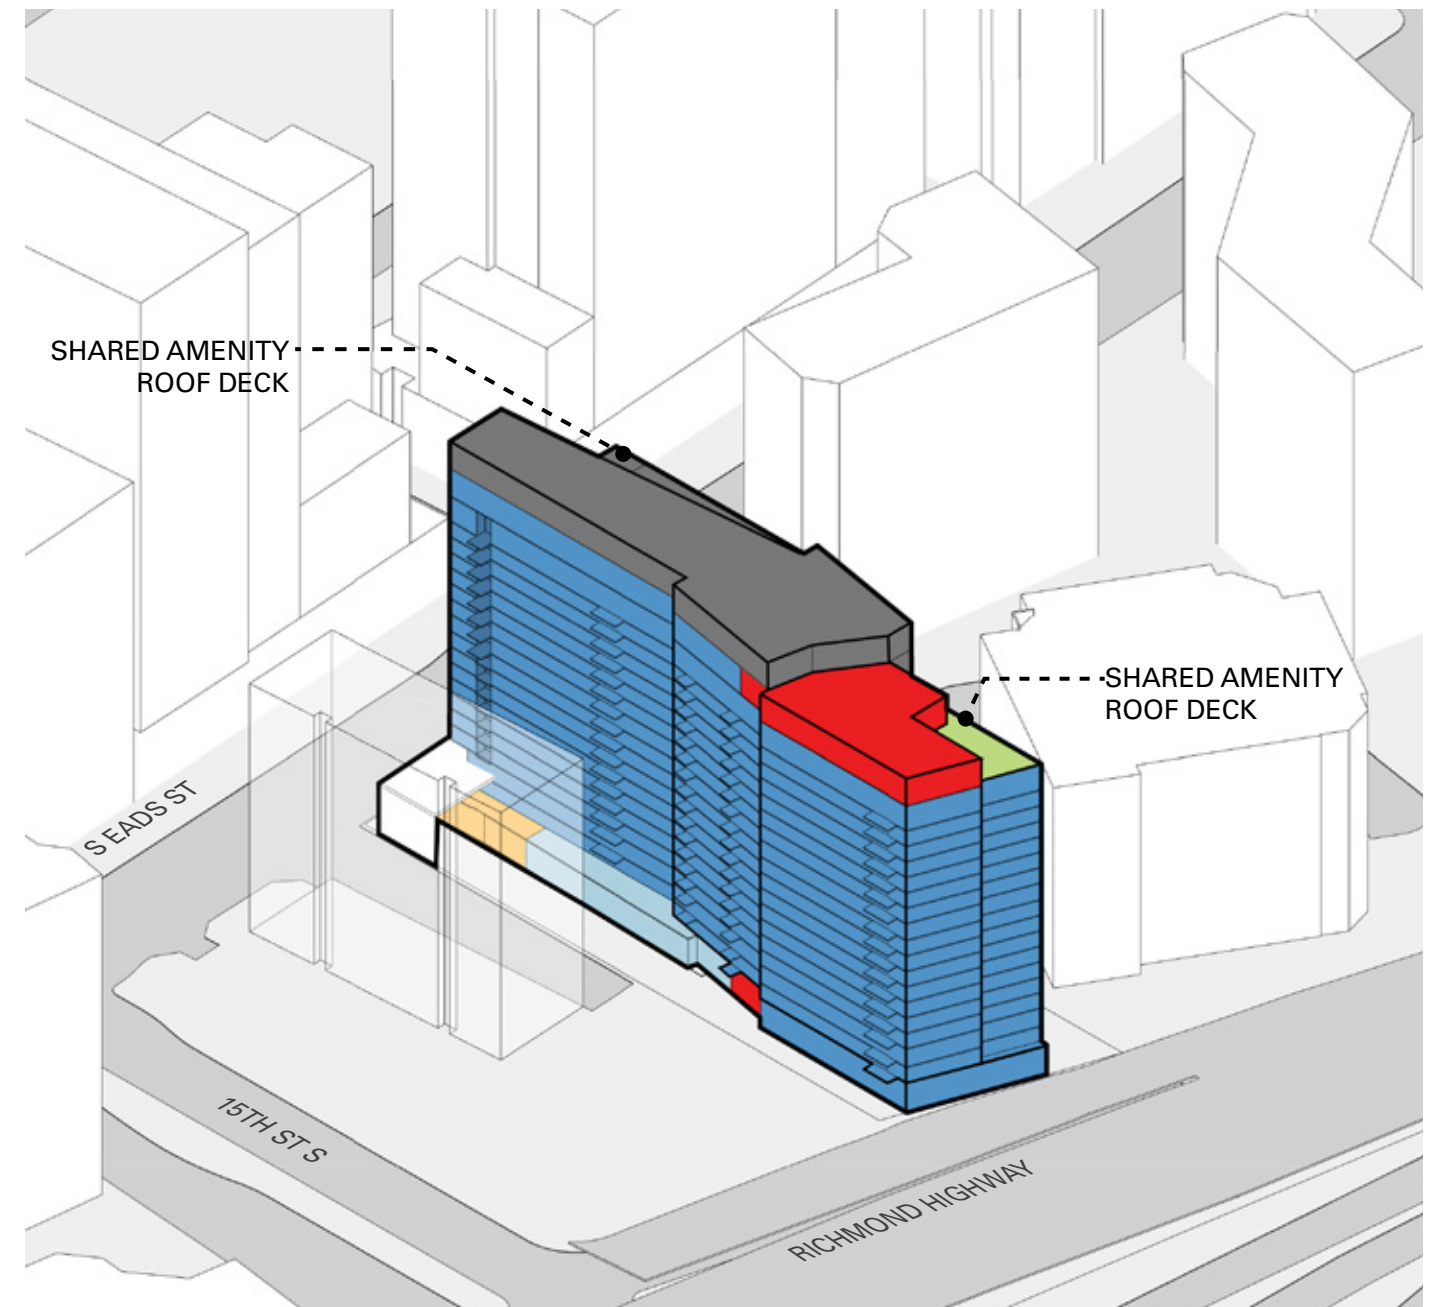 SHARED AMENITY
ROOF DECK
SHARED AMENITY
ROOF DECK
S EADS ST
15TH ST S
RICHMOND HIGHWAY